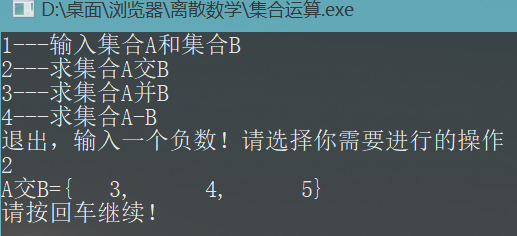 D:\桌面\浏览器\离散数学\集合运算.exe
1---输入集合A和集合B
2---求集合A交B
3---求集合A并B
4---求集合A-B
退出，输入一个负数！请选择你需要进行的操作
2
A交B={   3,      4,      5}
请按回车继续！